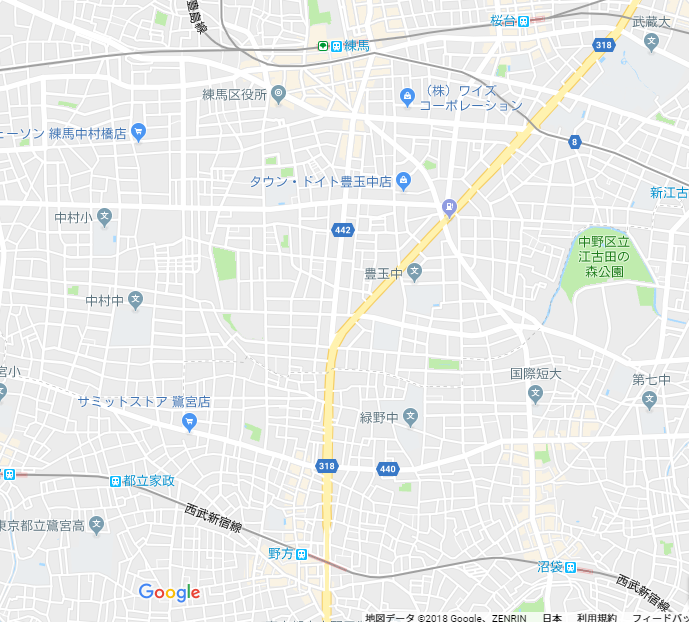 豊島線
桜台
武蔵大
318
練馬
練馬区役所
(株)ワイズ
コーポレーション
ェーソン 練馬中村橋店
8
タウン・ドイト豊玉中店
新江古
中村小
442
中野区立
江古田の
森公園
豊玉中
中村中
宮小
国際短大
第七中
サミットストア 鷺宮店
緑野中
318
440
都立家政
西武新宿線
東京都立鷺宮高
野方
沼袋
西武新宿線
Google
地図データ ©2018 Google、ZENRIN 日本 利用規約 フィードバッ